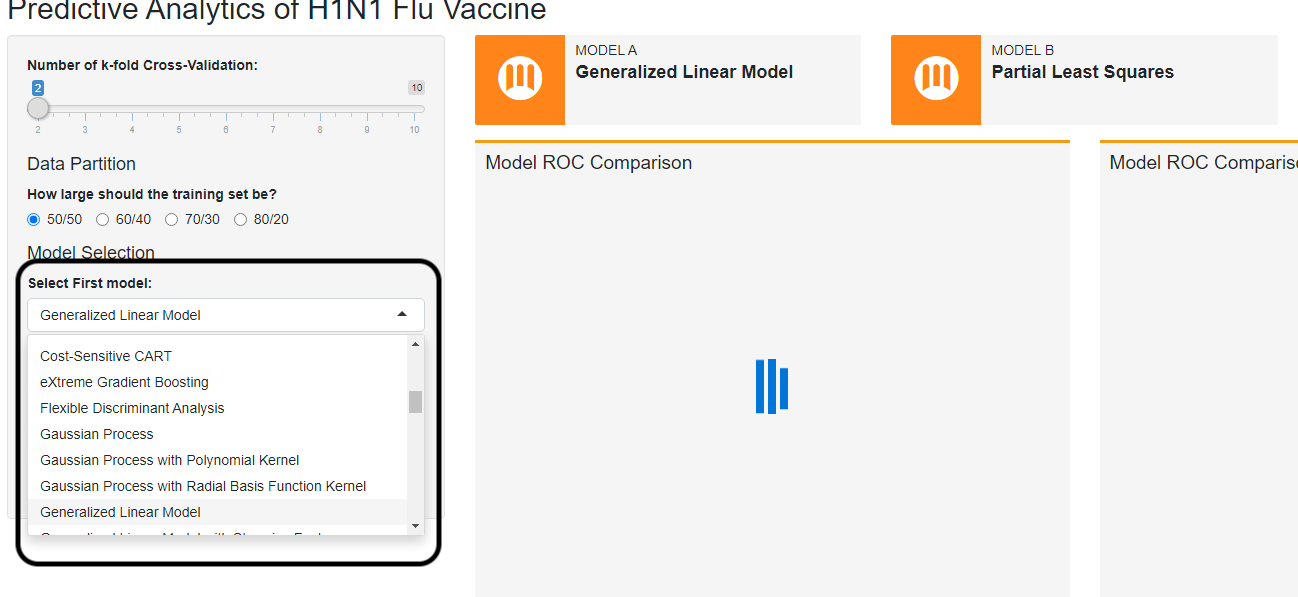 Predictive Analytics of H1N1 Flu Vaccine
Number of k-fold Cross-Validation:
2
10
2 3 4 5 6 7 8 9 10
Data Partition
How large should the training set be?
50/50 60/40 70/30 80/20
Model Selection
Select First model:
Generalized Linear Model
Cost-Sensitive CART
eXtreme Gradient Boosting
Flexible Discriminant Analysis
Gaussian Process
Gaussian Process with Polynomial Kernel
Gaussian Process with Radial Basis Function Kernel
Generalized Linear Model
MODEL A
Generalized Linear Model
MODEL B
Partial Least Squares
Model ROC Comparison
Model ROC Comparis